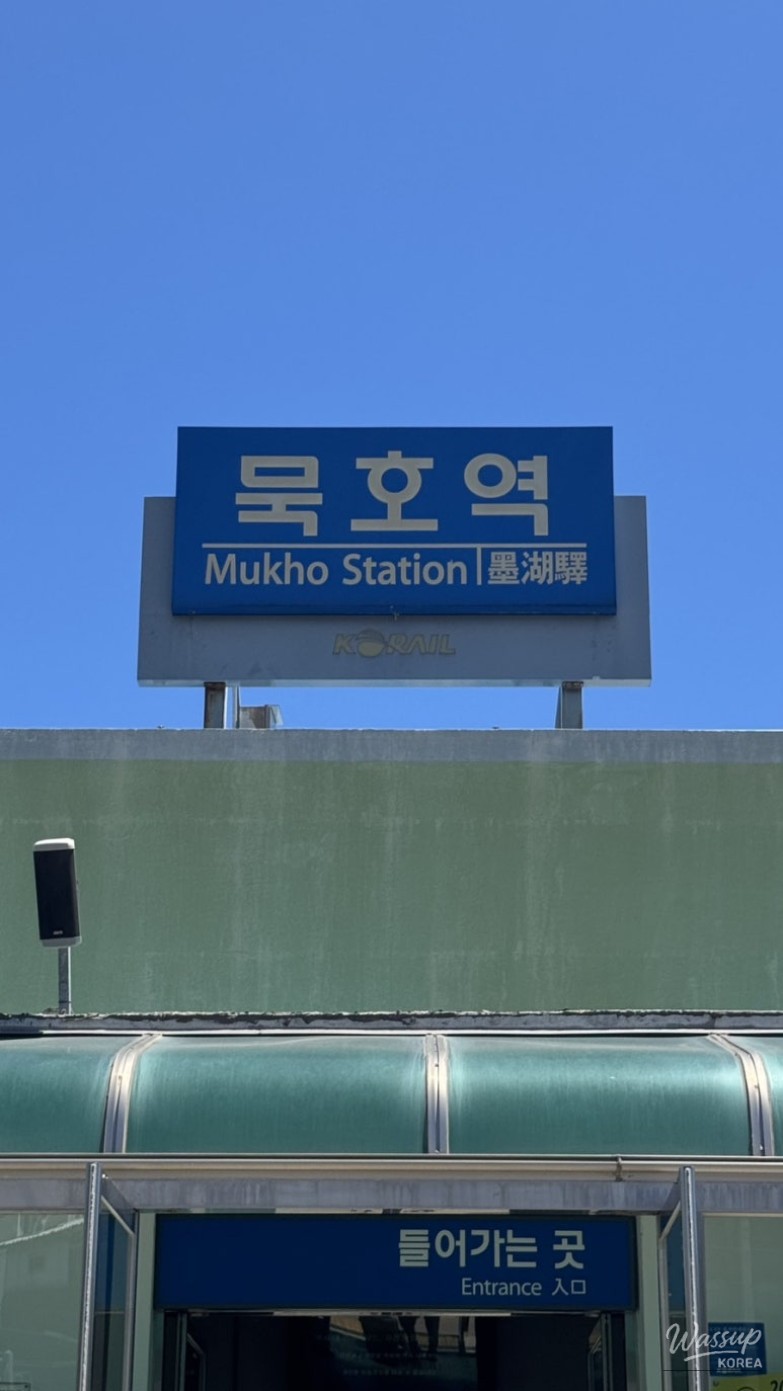 묵호역
Mukho Station 墨湖驛
KORAIL
들어가는 곳
Entrance 入口
Wassup
KOREA